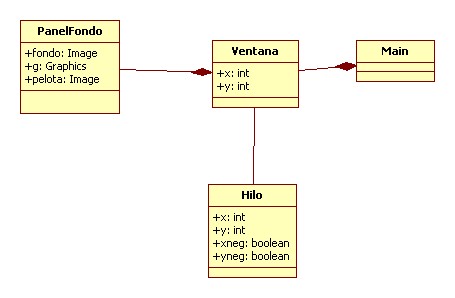 PanelFondo
+fondo: Image
+g: Graphics
+pelota: Image
Ventana
+x: int
+y: int
Main
Hilo
+x: int
+y: int
+xneg: boolean
+yneg: boolean